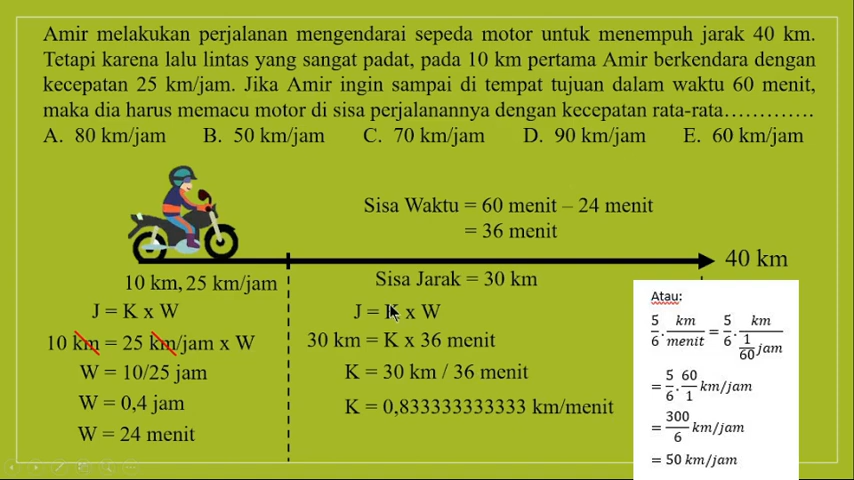 Amir melakukan perjalanan mengendarai sepeda motor untuk menempuh jarak 40 km.
Tetapi karena lalu lintas yang sangat padat, pada 10 km pertama Amir berkendara dengan
kecepatan 25 km/jam. Jika Amir ingin sampai di tempat tujuan dalam waktu 60 menit,
maka dia harus memacu motor di sisa perjalanannya dengan kecepatan rata-rata………….
A. 80 km/jam B. 50 km/jam C. 70 km/jam D. 90 km/jam E. 60 km/jam
Sisa Waktu = 60 menit – 24 menit
= 36 menit
40 km
10 km, 25 km/jam
J = K x W
10 km = 25 km/jam x W
W = 10/25 jam
W = 0,4 jam
W = 24 menit
Sisa Jarak = 30 km
J = K x W
30 km = K x 36 menit
K = 30 km / 36 menit
K = 0,833333333333 km/menit
Atau:
5/6 . km/menit = 5/6 . km/(1/60 jam)
= 5/6 . 60/1 km/jam
= 300/6 km/jam
= 50 km/jam